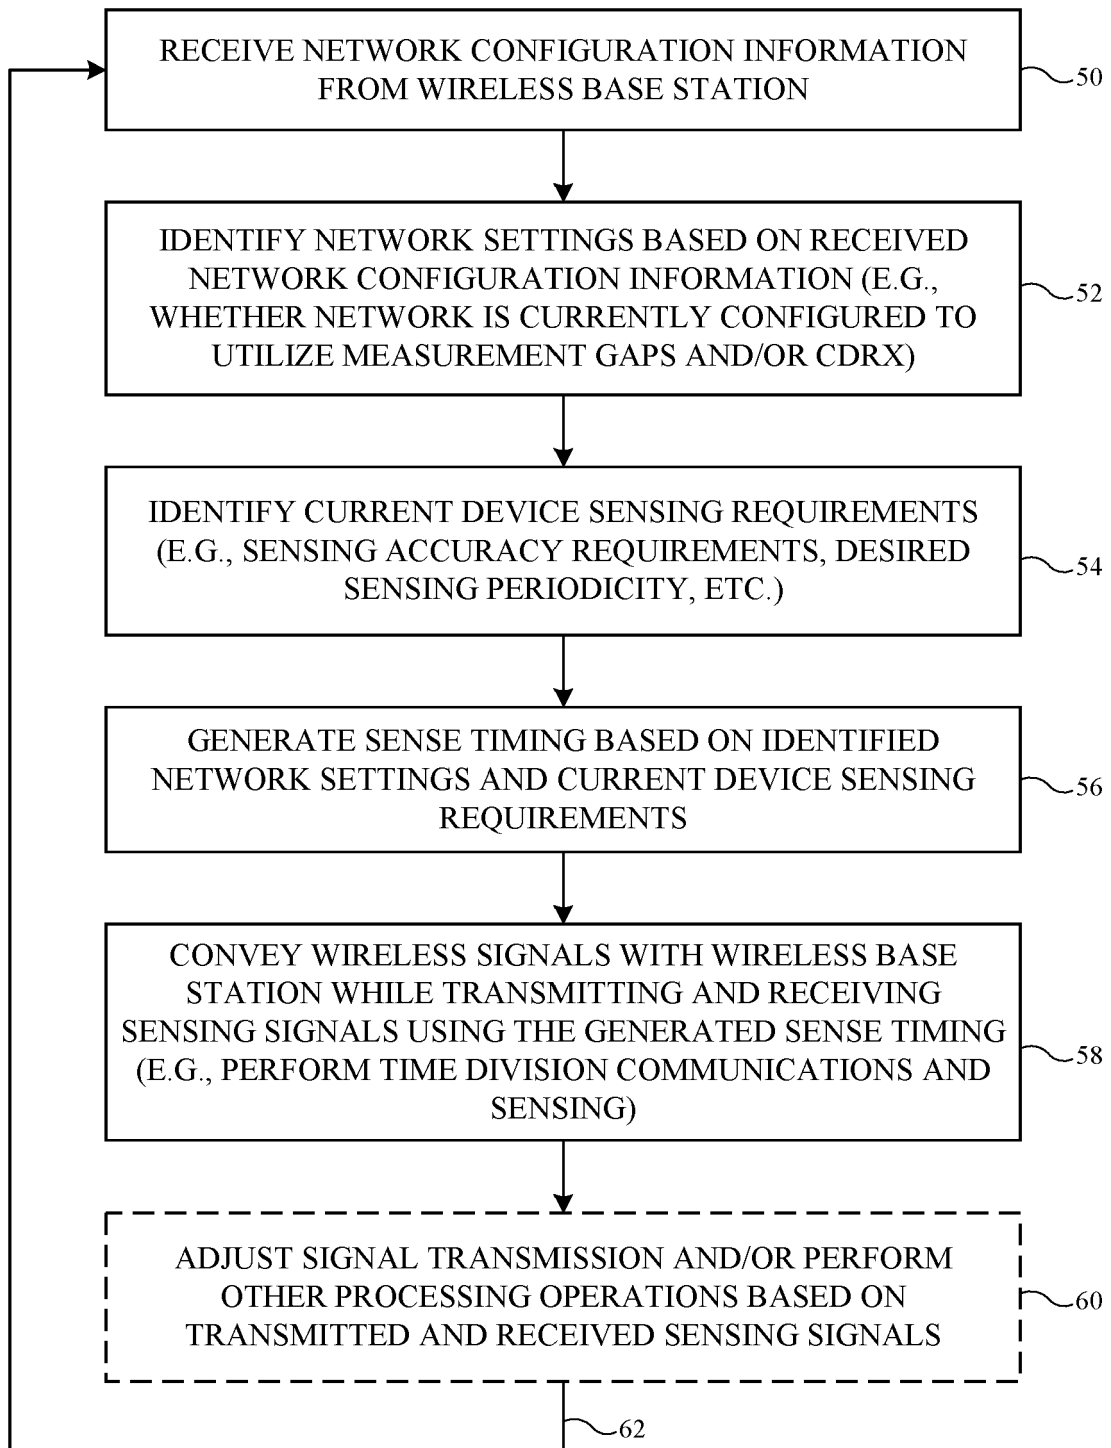 RECEIVE NETWORK CONFIGURATION INFORMATION
FROM WIRELESS BASE STATION
50
IDENTIFY NETWORK SETTINGS BASED ON RECEIVED
NETWORK CONFIGURATION INFORMATION (E.G.,
WHETHER NETWORK IS CURRENTLY CONFIGURED TO
UTILIZE MEASUREMENT GAPS AND/OR CDRX)
52
IDENTIFY CURRENT DEVICE SENSING REQUIREMENTS
(E.G., SENSING ACCURACY REQUIREMENTS, DESIRED
SENSING PERIODICITY, ETC.)
54
GENERATE SENSE TIMING BASED ON IDENTIFIED
NETWORK SETTINGS AND CURRENT DEVICE SENSING
REQUIREMENTS
56
CONVEY WIRELESS SIGNALS WITH WIRELESS BASE
STATION WHILE TRANSMITTING AND RECEIVING
SENSING SIGNALS USING THE GENERATED SENSE TIMING
(E.G., PERFORM TIME DIVISION COMMUNICATIONS AND
SENSING)
58
ADJUST SIGNAL TRANSMISSION AND/OR PERFORM
OTHER PROCESSING OPERATIONS BASED ON
TRANSMITTED AND RECEIVED SENSING SIGNALS
60
62